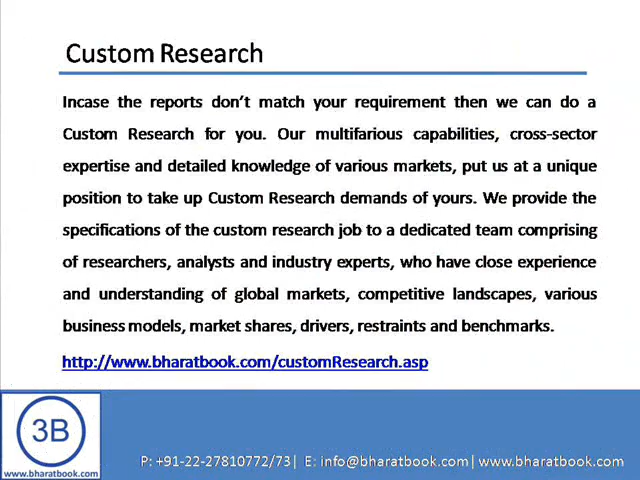 Custom Research
Incase the reports don't match your requirement then we can do a
Custom Research for you. Our multifarious capabilities, cross-sector
expertise and detailed knowledge of various markets, put us at a unique
position to take up Custom Research demands of yours. We provide the
specifications of the custom research job to a dedicated team comprising
of researchers, analysts and industry experts, who have close experience
and understanding of global markets, competitive landscapes, various
business models, market shares, drivers, restraints and benchmarks.
http://www.bharatbook.com/customResearch.asp
3B
www.bharatbook.com
P: +91-22-27810772/73| E: info@bharatbook.com| www.bharatbook.com